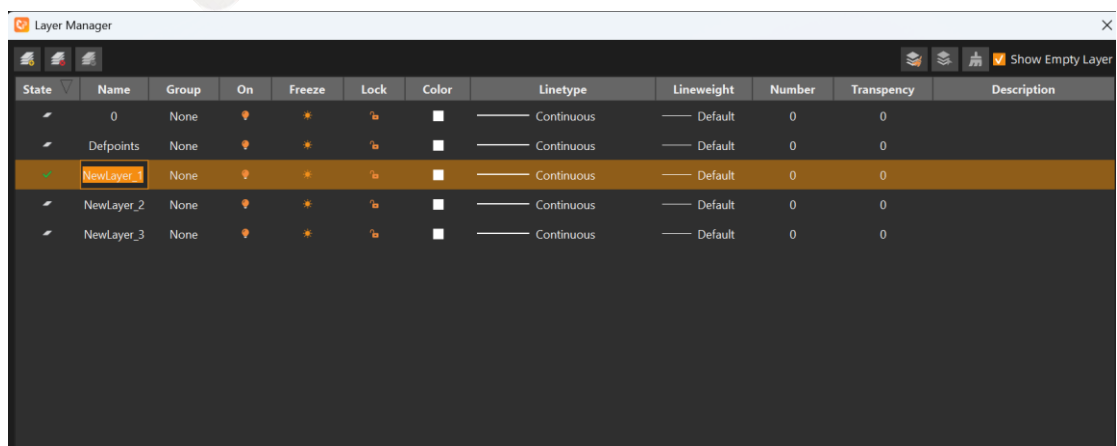 Layer Manager
Show Empty Layer
State Name Group On Freeze Lock Color Linetype Lineweight Number Transpency Description
0 None Continuous Default 0 0
Defpoints None Continuous Default 0 0
NewLayer_1 None Continuous Default 0 0
NewLayer_2 None Continuous Default 0 0
NewLayer_3 None Continuous Default 0 0